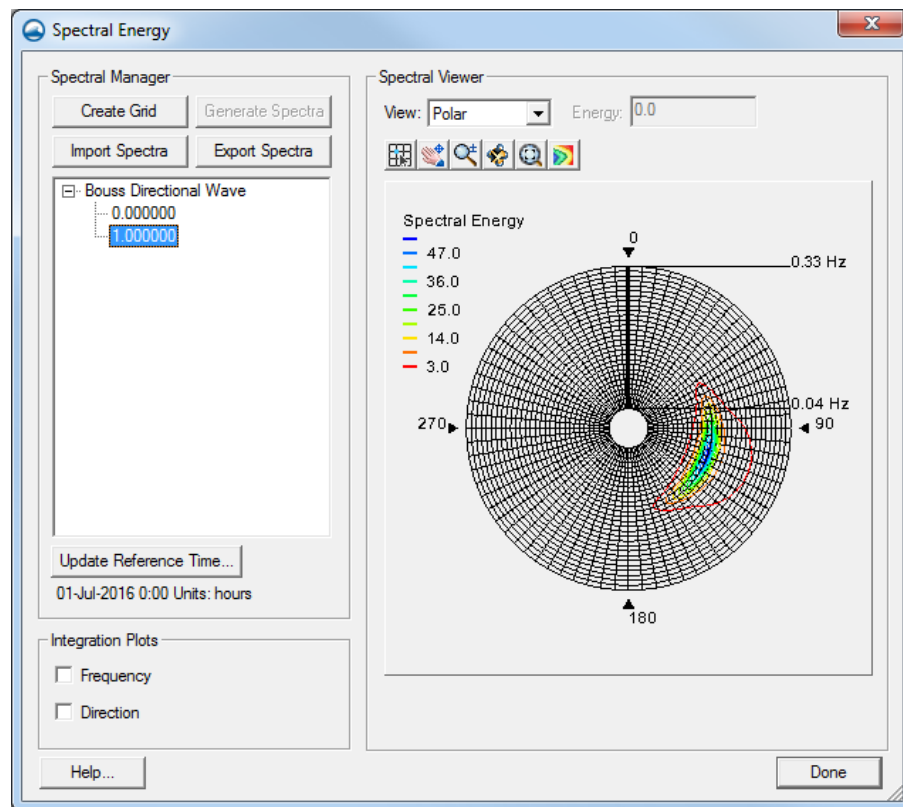 Spectral Energy
Spectral Manager
Create Grid
Generate Spectra
Import Spectra
Export Spectra
Bouss Directional Wave
0.000000
1.000000
Update Reference Time...
01-Jul-2016 0:00 Units: hours
Integration Plots
Frequency
Direction
Help...
Spectral Viewer
View: Polar
Energy: 0.0
Spectral Energy
47.0
36.0
25.0
14.0
3.0
0
0.33 Hz
0.04 Hz
270
90
180
Done